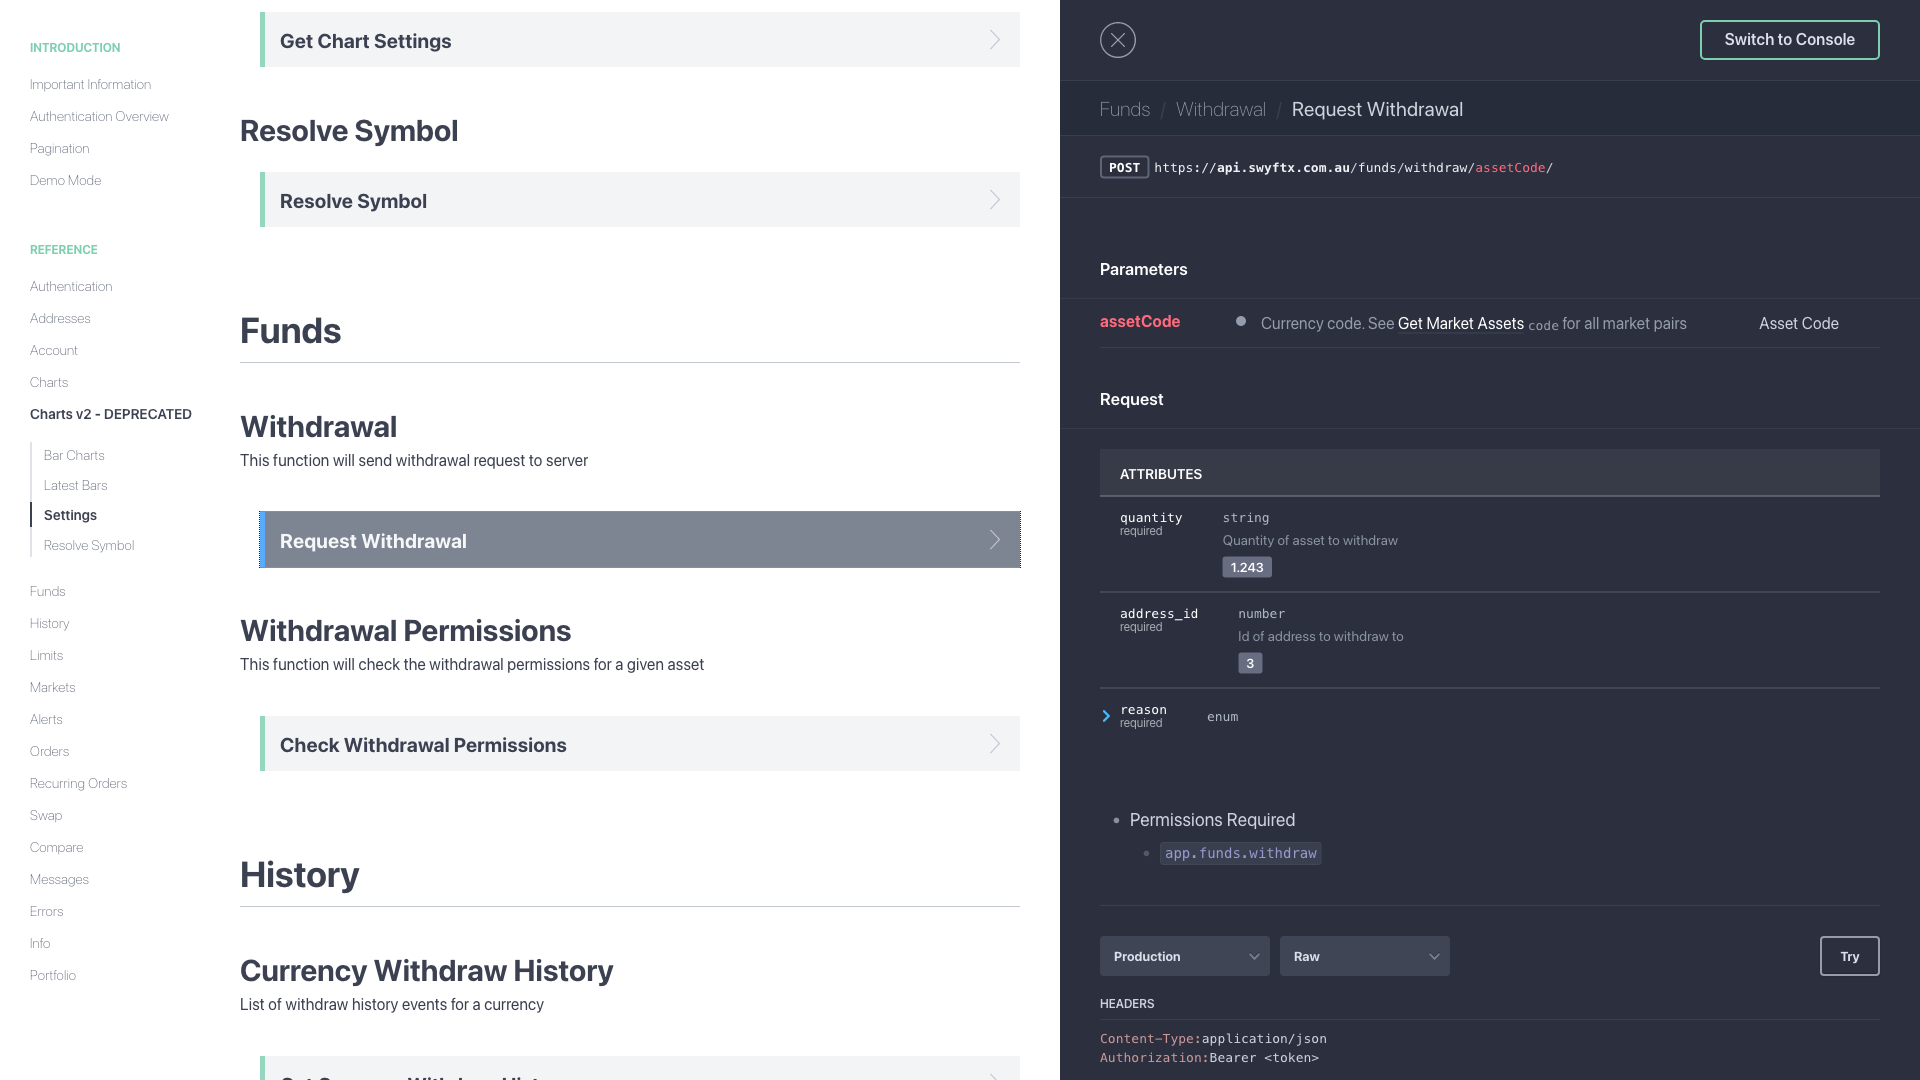 INTRODUCTION
Important Information
Authentication Overview
Pagination
Demo Mode
REFERENCE
Authentication
Addresses
Account
Charts
Charts v2 - DEPRECATED
Bar Charts
Latest Bars
Settings
Resolve Symbol
Funds
History
Limits
Markets
Alerts
Orders
Recurring Orders
Swap
Compare
Messages
Errors
Info
Portfolio
Get Chart Settings
Resolve Symbol
Resolve Symbol
Funds
Withdrawal
This function will send withdrawal request to server
Request Withdrawal
Withdrawal Permissions
This function will check the withdrawal permissions for a given asset
Check Withdrawal Permissions
History
Currency Withdraw History
List of withdraw history events for a currency
Switch to Console
Funds / Withdrawal / Request Withdrawal
POST https://api.swyftx.com.au/funds/withdraw/assetCode/
Parameters
assetCode Currency code. See Get Market Assets code for all market pairs Asset Code
Request
ATTRIBUTES
quantity string
required
Quantity of asset to withdraw
1.243
address_id number
required
Id of address to withdraw to
3
reason enum
required
Permissions Required
app.funds.withdraw
Production Raw Try
HEADERS
Content-Type:application/json
Authorization:Bearer <token>